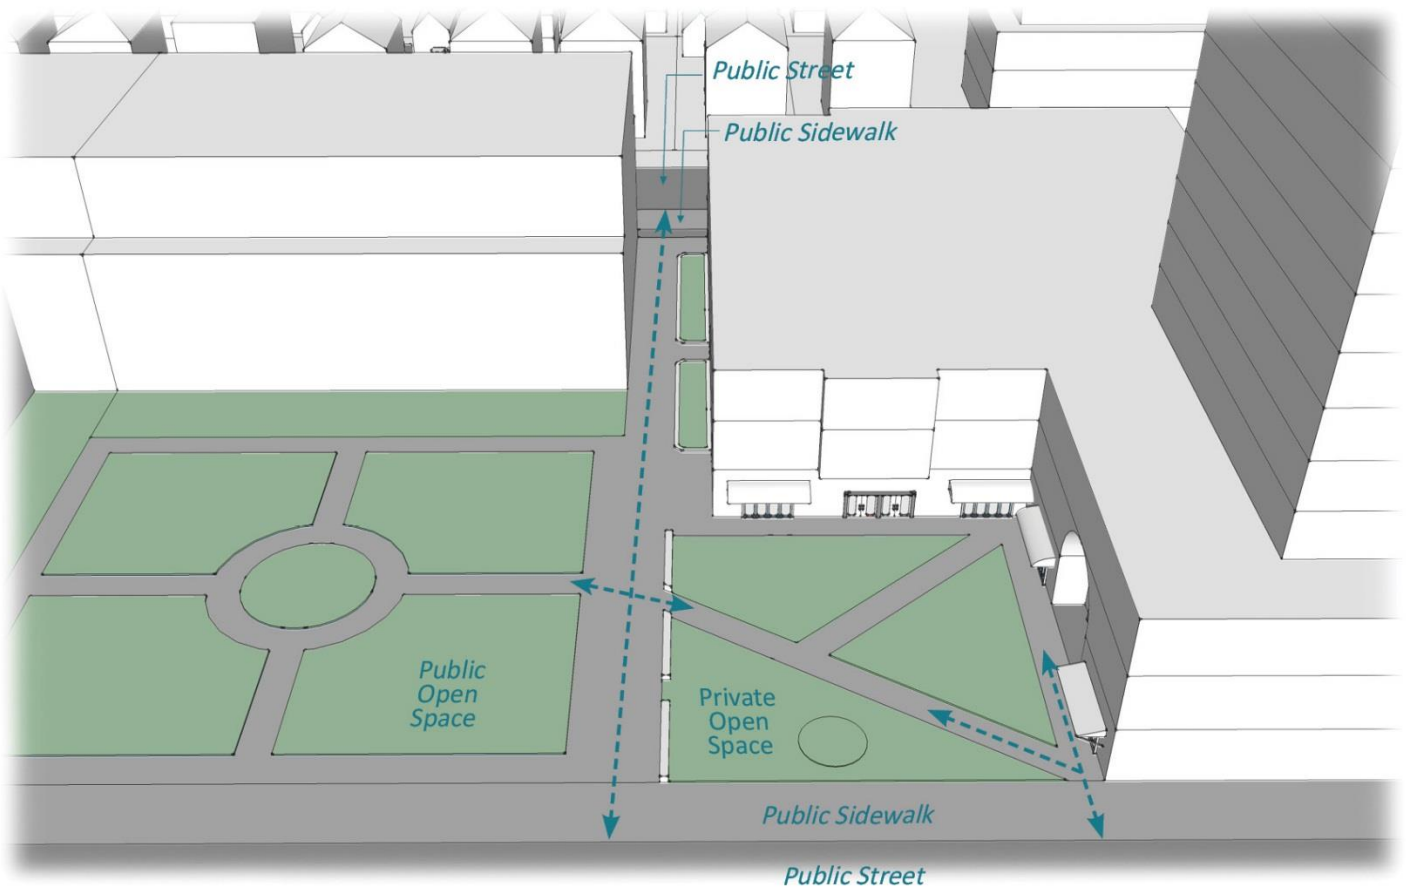 Public Street
Public Sidewalk
Public
Open
Space
Private
Open
Space
Public Sidewalk
Public Street